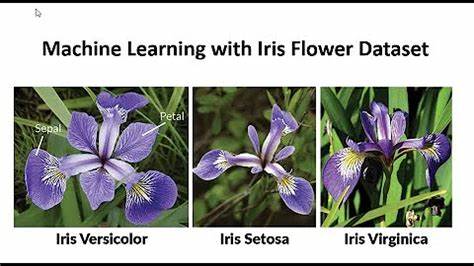 Machine Learning with Iris Flower Dataset
Petal
Sepal
Iris Versicolor
Iris Setosa
Iris Virginica